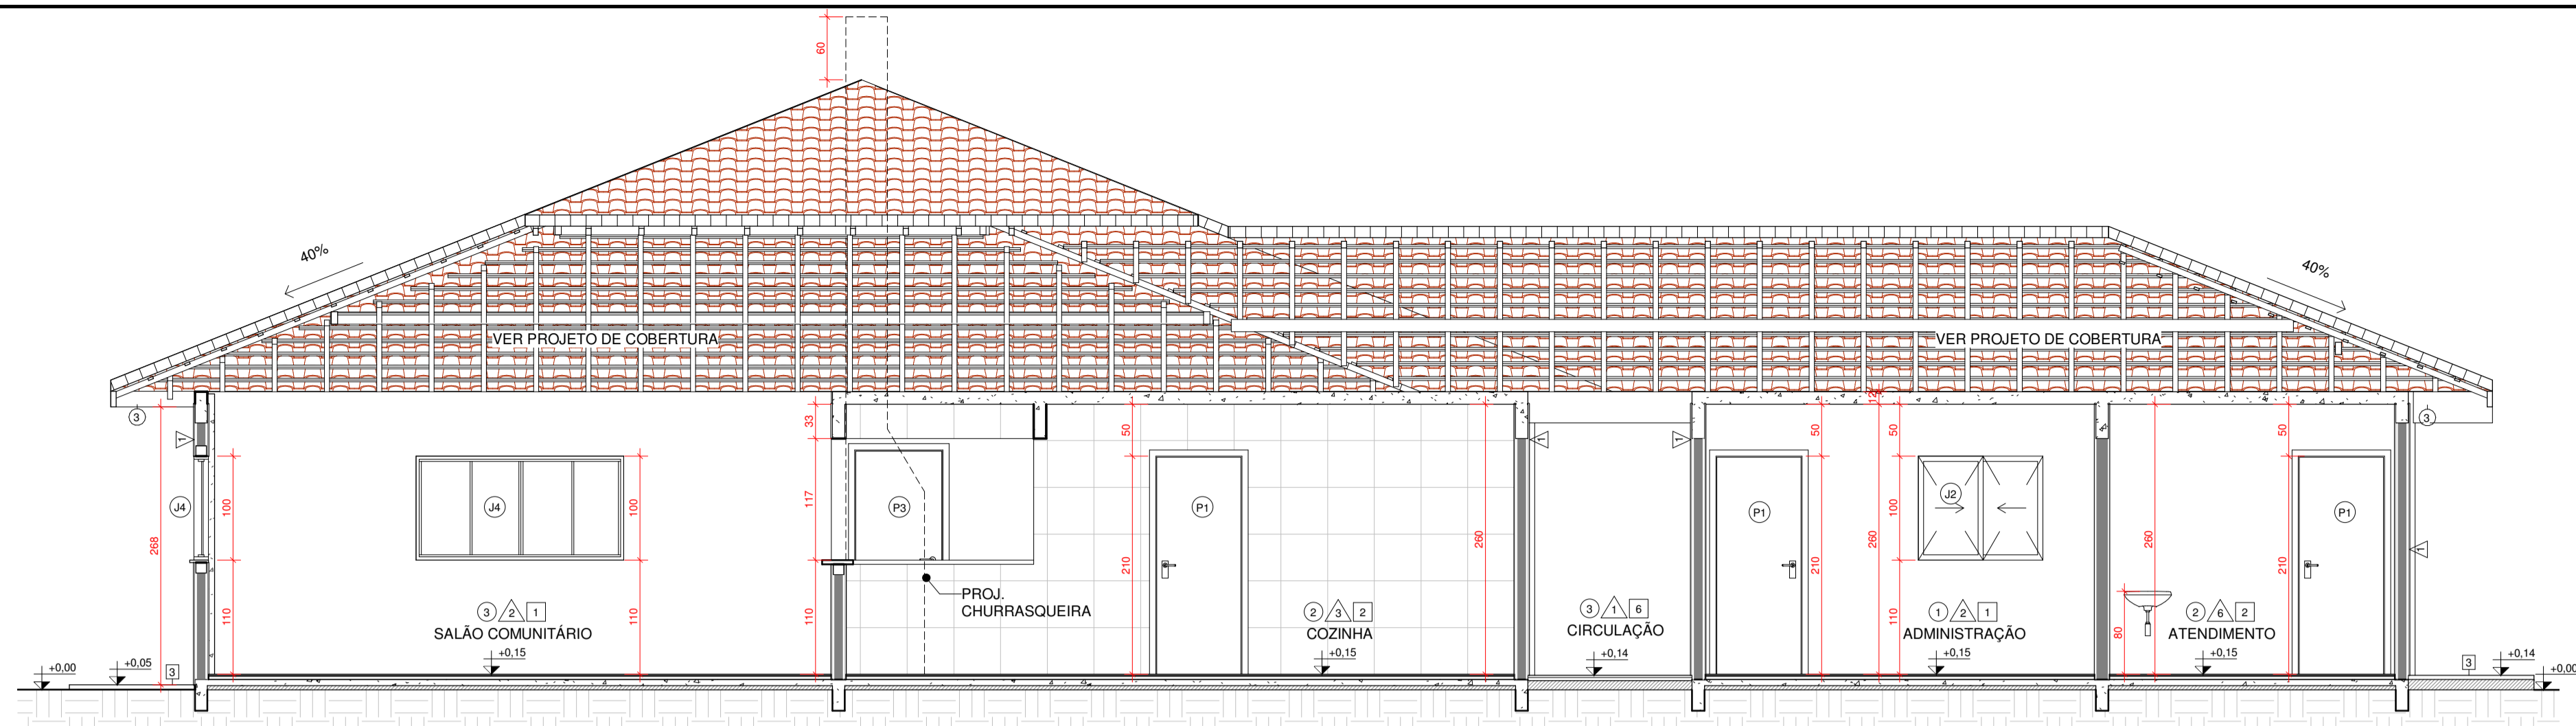 60
40%
40%
VER PROJETO DE COBERTURA
VER PROJETO DE COBERTURA
3
3
12
33
50
50
50
50
1
1
1
1
268
J4
100
J4
100
117
P3
P1
210
260
P1
210
260
100
J2
260
210
P1
110
110
110
110
80
PROJ.
CHURRASQUEIRA
3 2 1
SALÃO COMUNITÁRIO
+0,15
2 3 2
COZINHA
+0,15
3 1 6
CIRCULAÇÃO
+0,14
1 2 1
ADMINISTRAÇÃO
+0,15
2 6 2
ATENDIMENTO
+0,15
+0,00
+0,05
3
3
+0,14
+0,00